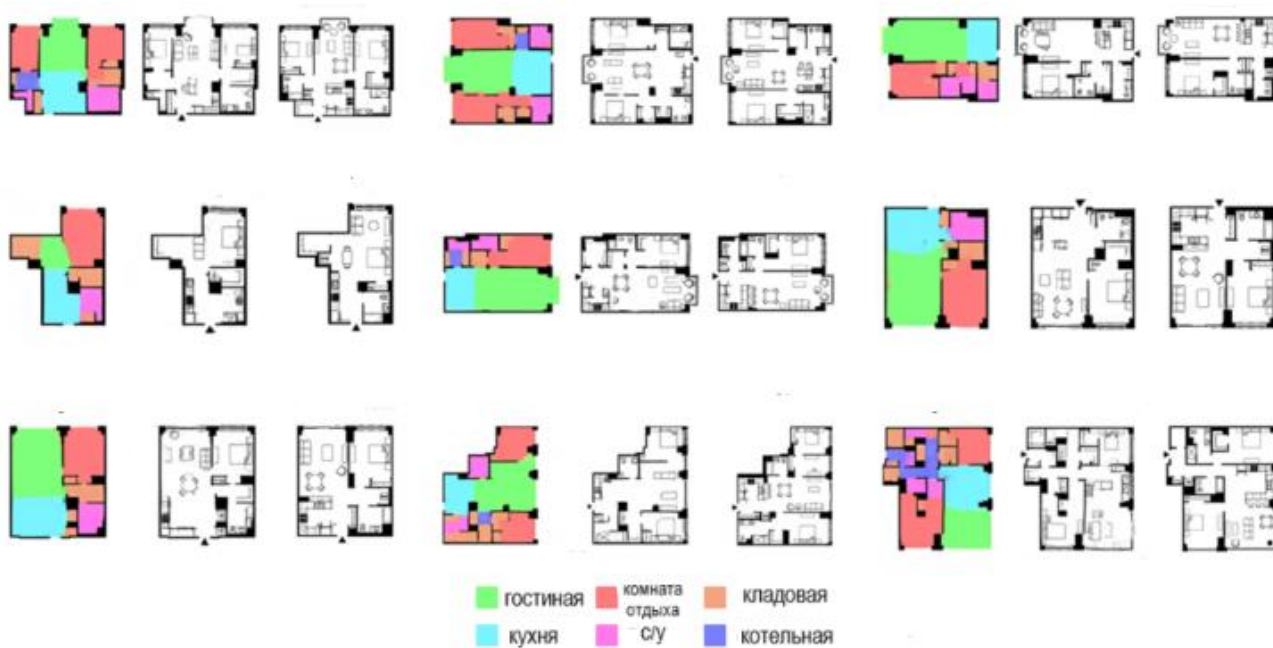 гостиная
комната
отдыха
кладовая
кухня
с/у
котельная